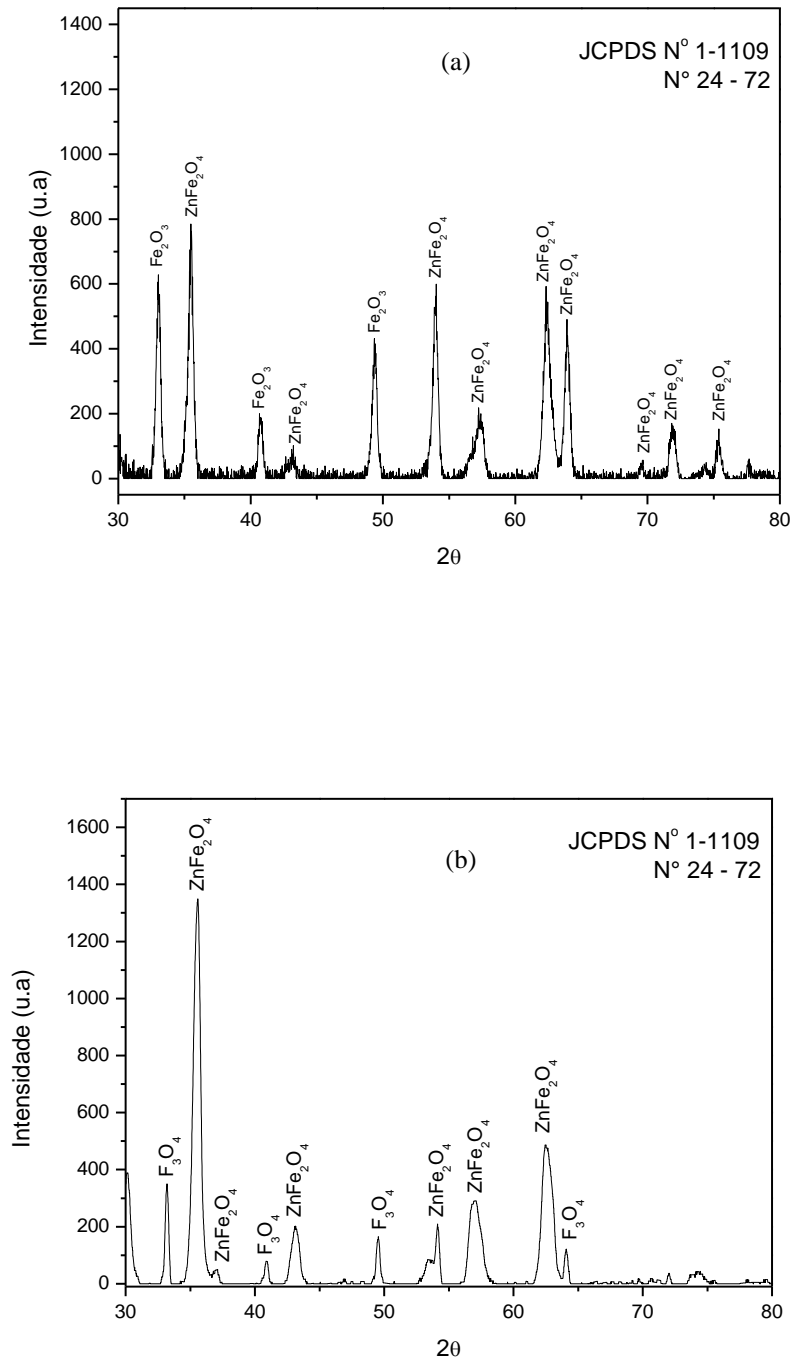 (a)
JCPDS Nº 1-1109
N° 24 - 72
Intensidade (u.a)
1400
1200
1000
800
600
400
200
0
Fe₂O₃
ZnFe₂O₄
Fe₂O₃
ZnFe₂O₄
Fe₂O₃
ZnFe₂O₄
ZnFe₂O₄
ZnFe₂O₄
ZnFe₂O₄
ZnFe₂O₄
ZnFe₂O₄
ZnFe₂O₄
30 40 50 60 70 80
2θ
(b)
JCPDS Nº 1-1109
N° 24 - 72
Intensidade (u.a)
1600
1400
1200
1000
800
600
400
200
0
F₃O₄
ZnFe₂O₄
ZnFe₂O₄
F₃O₄
ZnFe₂O₄
F₃O₄
ZnFe₂O₄
ZnFe₂O₄
ZnFe₂O₄
F₃O₄
30 40 50 60 70 80
2θ